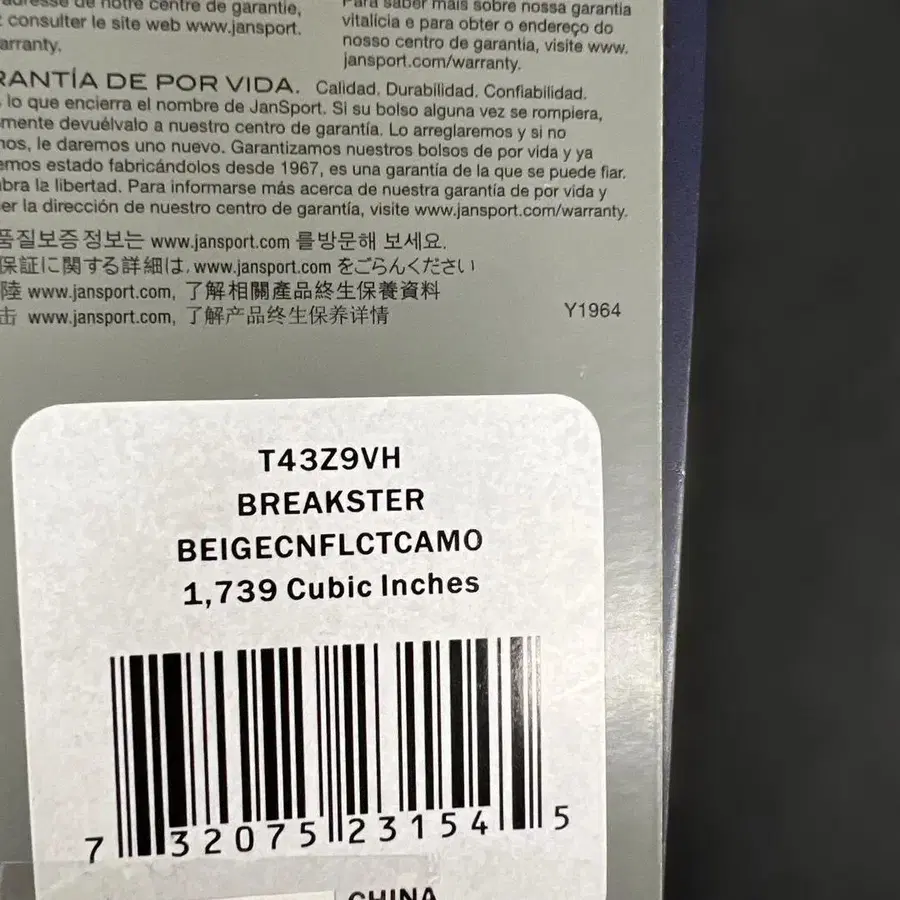 adresse de notre centre de garantie,
consulter le site web www.jansport.
arranty.
Para saber mais sobre nossa garantia
vitalícia e para obter o endereço do
nosso centro de garantia, visite www.
jansport.com/warranty.
RANTÍA DE POR VIDA. Calidad. Durabilidad. Confiabilidad.
lo que encierra el nombre de JanSport. Si su bolso alguna vez se rompiera,
mente devuélvalo a nuestro centro de garantía. Lo arreglaremos y si no
mos, le daremos uno nuevo. Garantizamos nuestros bolsos de por vida y ya
emos estado fabricándolos desde 1967, es una garantía de la que se puede fiar.
bra la libertad. Para informarse más acerca de nuestra garantía de por vida y
er la dirección de nuestro centro de garantía, visite www.jansport.com/warranty.
품질보증정보는 www.jansport.com 를방문해 보세요.
保証に関する詳細は、www.jansport.com をごらんください
陸 www.jansport.com, 了解相關產品終生保養資料
击 www.jansport.com, 了解产品终生保养详情
Y1964
T43Z9VH
BREAKSTER
BEIGECNFLCTCAMO
1,739 Cubic Inches
7 32075 23154 5
CHINA